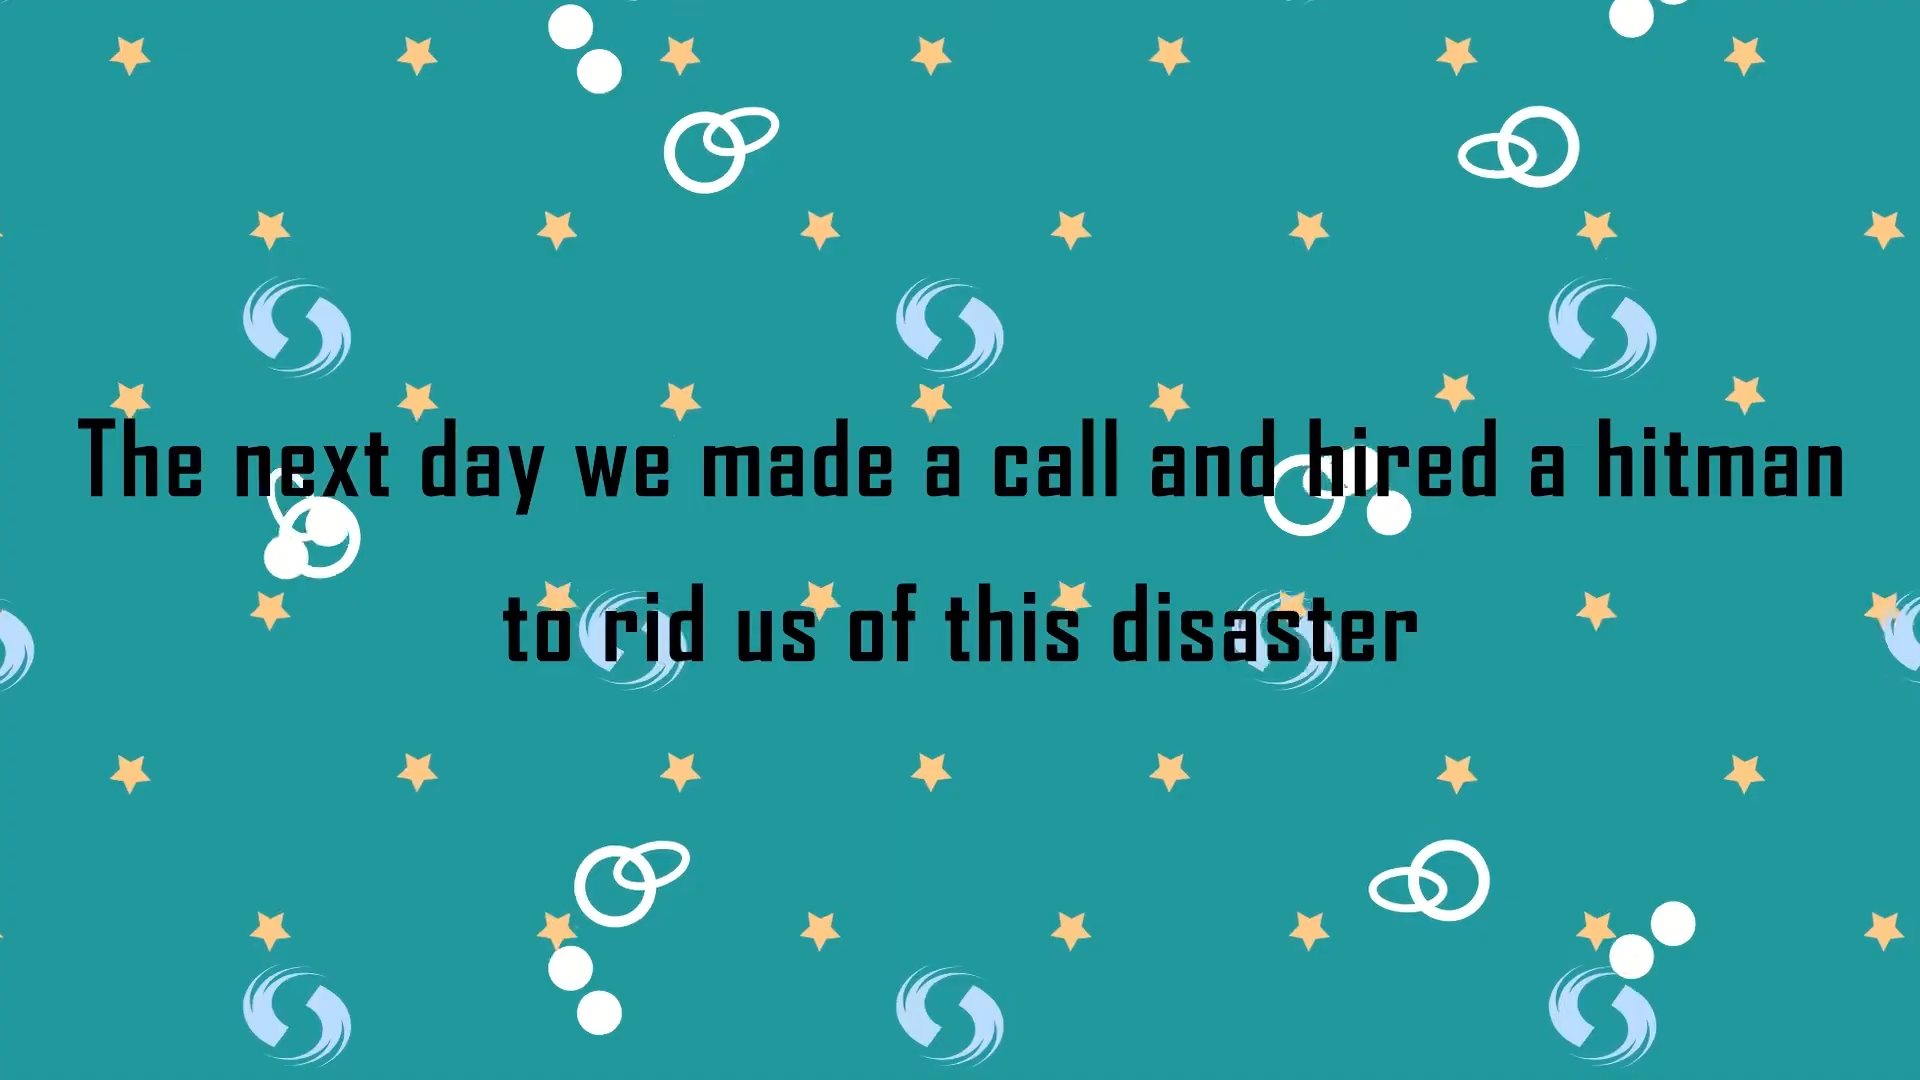 The next day we made a call and hired a hitman
to rid us of this disaster